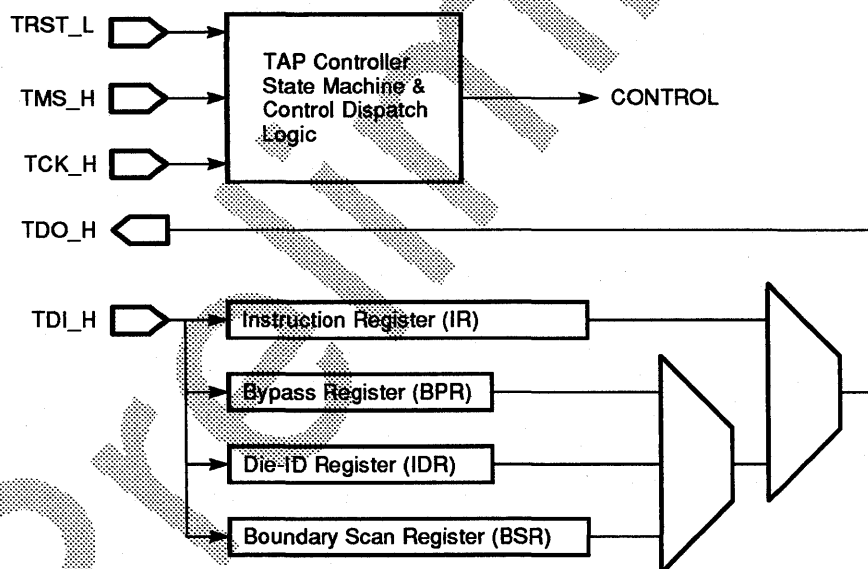 TRST_L
TMS_H
TCK_H
TAP Controller
State Machine &
Control Dispatch
Logic
CONTROL
TDO_H
TDI_H
Instruction Register (IR)
Bypass Register (BPR)
Die-ID Register (IDR)
Boundary Scan Register (BSR)